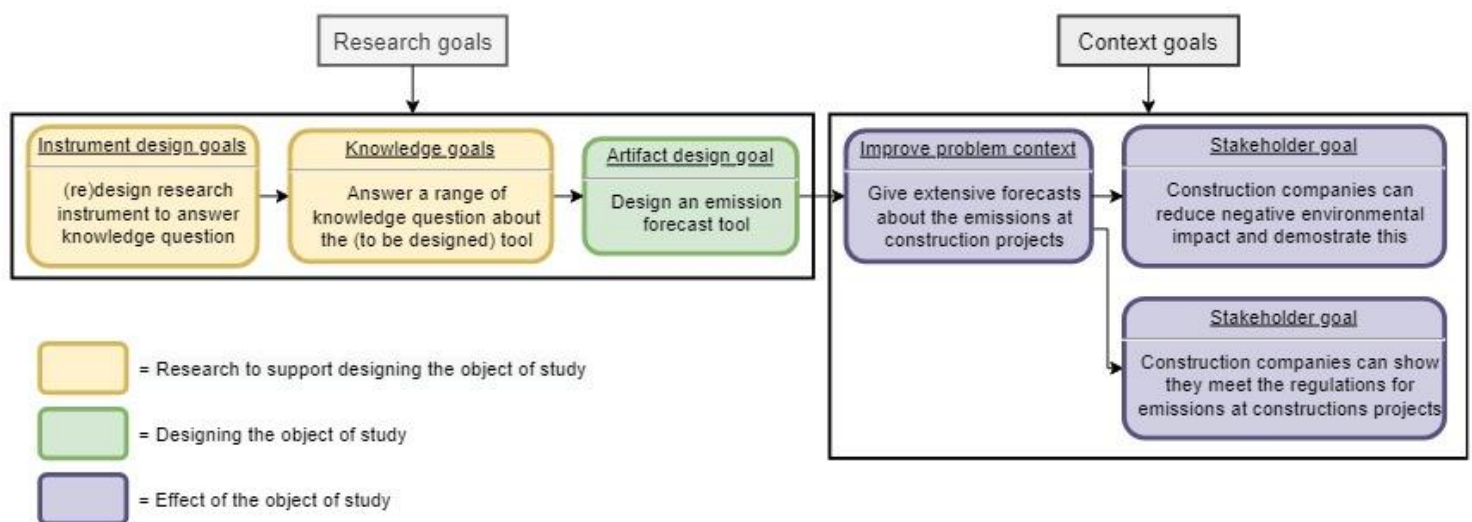 Research goals
Context goals
Instrument design goals
(re)design research
instrument to answer
knowledge question
Knowledge goals
Answer a range of
knowledge question about
the (to be designed) tool
Artifact design goal
Design an emission
forecast tool
Improve problem context
Give extensive forecasts
about the emissions at
construction projects
Stakeholder goal
Construction companies can
reduce negative environmental
impact and demostrate this
Stakeholder goal
Construction companies can show
they meet the regulations for
emissions at constructions projects
= Research to support designing the object of study
= Designing the object of study
= Effect of the object of study